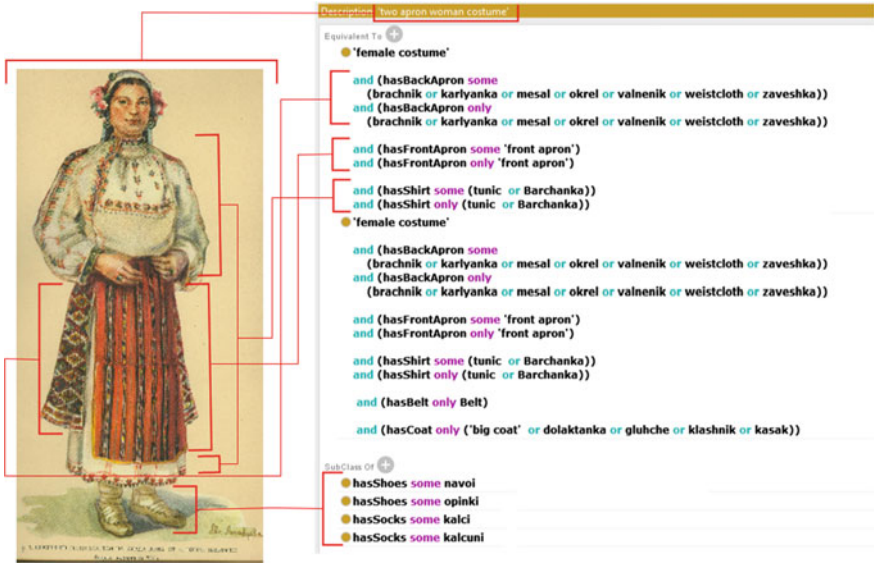 Description: 'two apron woman costume'
Equivalent To
'female costume'
and (hasBackApron some
(brachnik or karlyanka or mesal or okrel or valnenik or weistcloth or zaveshka))
and (hasBackApron only
(brachnik or karlyanka or mesal or okrel or valnenik or weistcloth or zaveshka))
and (hasFrontApron some 'front apron')
and (hasFrontApron only 'front apron')
and (hasShirt some (tunic or Barchanka))
and (hasShirt only (tunic or Barchanka))
'female costume'
and (hasBackApron some
(brachnik or karlyanka or mesal or okrel or valnenik or weistcloth or zaveshka))
and (hasBackApron only
(brachnik or karlyanka or mesal or okrel or valnenik or weistcloth or zaveshka))
and (hasFrontApron some 'front apron')
and (hasFrontApron only 'front apron')
and (hasShirt some (tunic or Barchanka))
and (hasShirt only (tunic or Barchanka))
and (hasBelt only Belt)
and (hasCoat only ('big coat' or dolaktanka or gluhche or klashnik or kasak))
SubClass Of
hasShoes some navoi
hasShoes some opinki
hasSocks some kalci
hasSocks some kalcuni